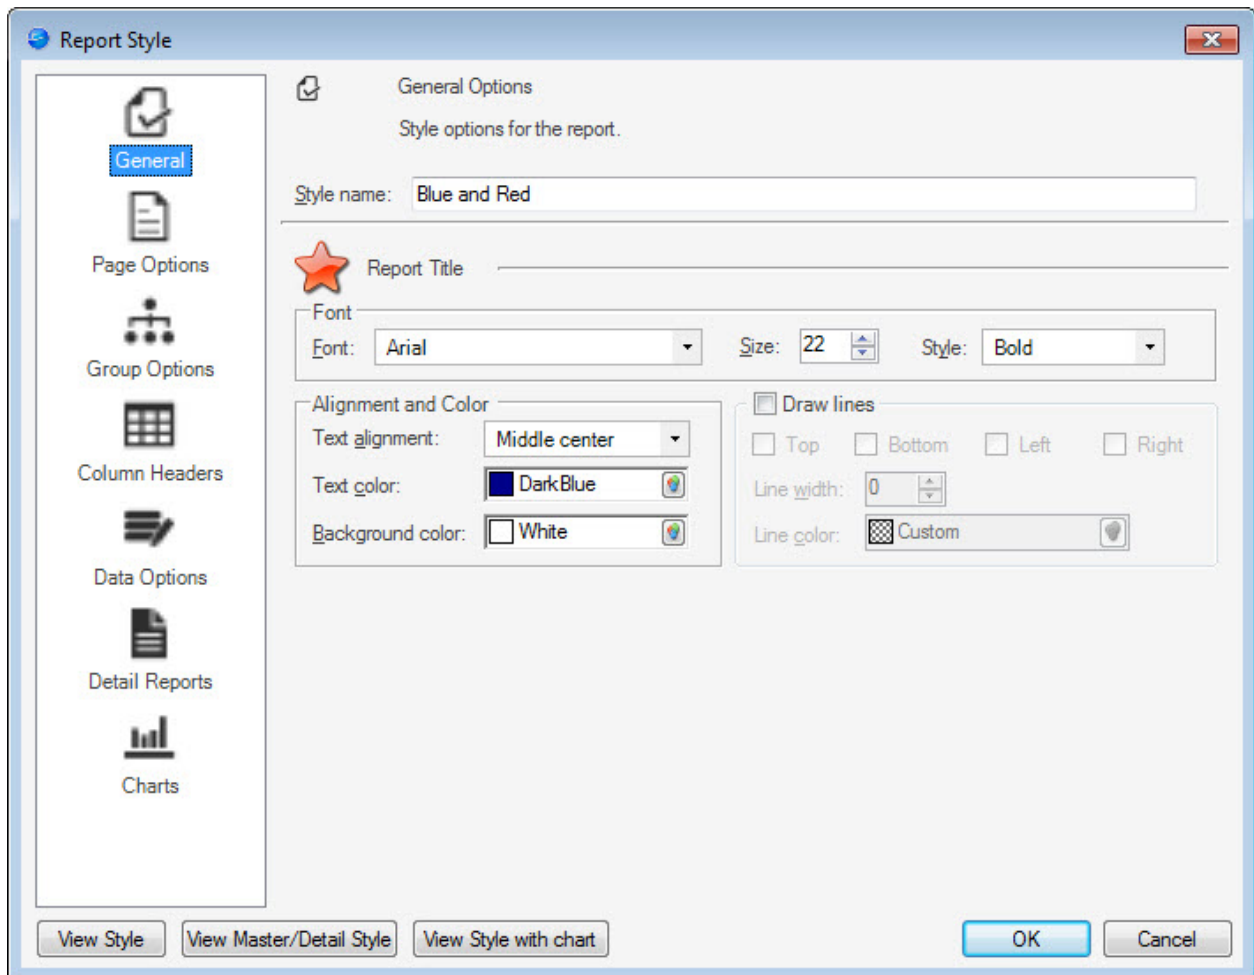 Report Style
General
Page Options
Group Options
Column Headers
Data Options
Detail Reports
Charts
General Options
Style options for the report.
Style name: Blue and Red
Report Title
Font
Font: Arial Size: 22 Style: Bold
Alignment and Color
Text alignment: Middle center
Text color: DarkBlue
Background color: White
Draw lines
Top Bottom Left Right
Line width: 0
Line color: Custom
View Style View Master/Detail Style View Style with chart OK Cancel